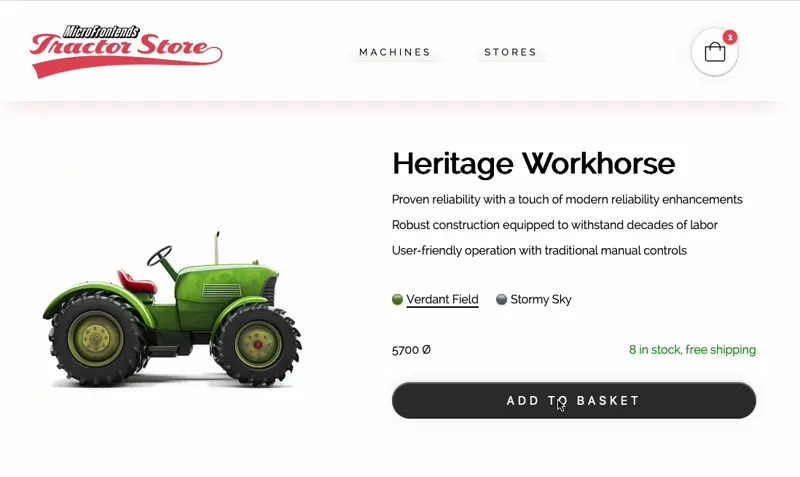 MicroFrontends
Tractor Store
MACHINES
STORES
1
Heritage Workhorse
Proven reliability with a touch of modern reliability enhancements
Robust construction equipped to withstand decades of labor
User-friendly operation with traditional manual controls
Verdant Field
Stormy Sky
5700 Ø
8 in stock, free shipping
ADD TO BASKET